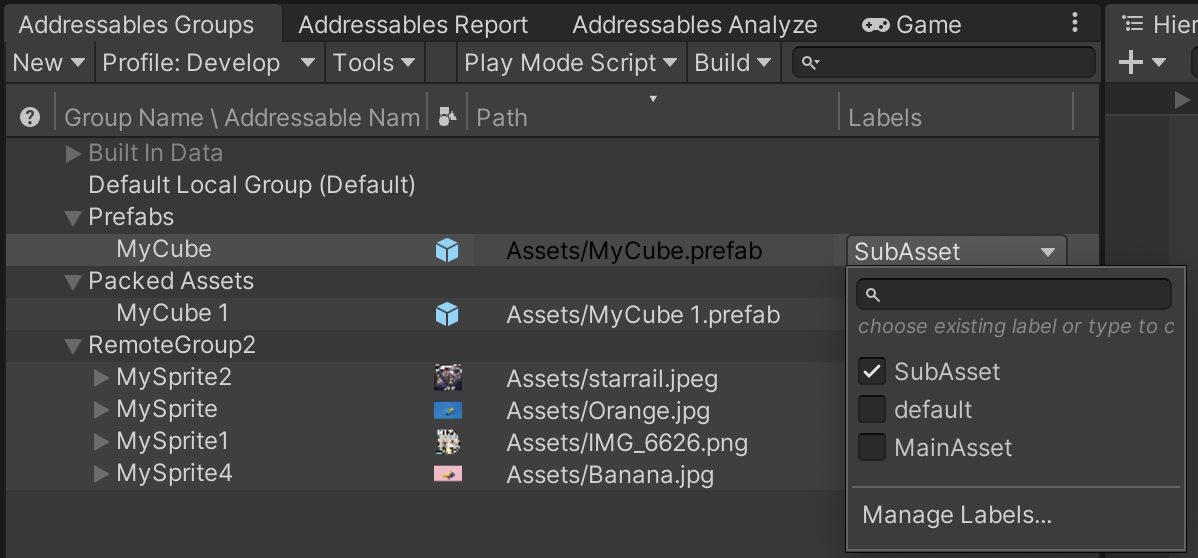 Addressables Groups Addressables Report Addressables Analyze Game Hier
New Profile: Develop Tools Play Mode Script Build
Group Name \ Addressable Nam Path Labels
Built In Data
Default Local Group (Default)
Prefabs
MyCube Assets/MyCube.prefab SubAsset
Packed Assets
MyCube 1 Assets/MyCube 1.prefab
choose existing label or type to c
RemoteGroup2
MySprite2 Assets/starrail.jpeg SubAsset
MySprite Assets/Orange.jpg default
MySprite1 Assets/IMG_6626.png MainAsset
MySprite4 Assets/Banana.jpg
Manage Labels...